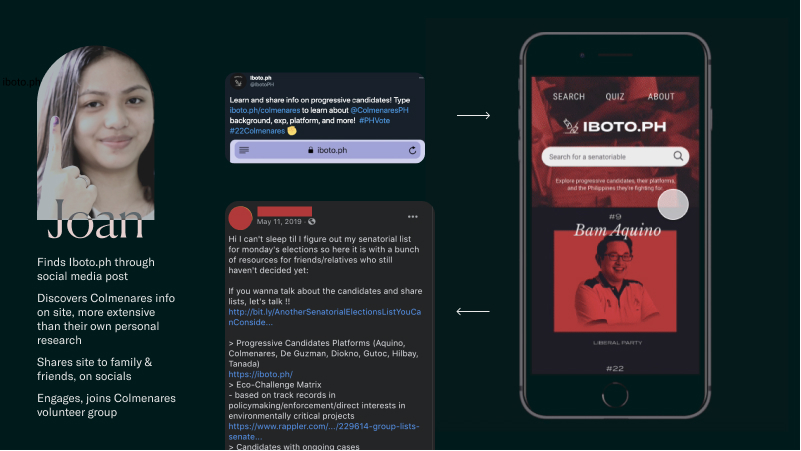 iboto.ph
Joan
Finds Iboto.ph through
social media post
Discovers Colmenares info
on site, more extensive
than their own personal
research
Shares site to family &
friends, on socials
Engages, joins Colmenares
volunteer group
iboto.ph
@IbotoPH
Learn and share info on progressive candidates! Type
iboto.ph/colmenares to learn about @ColmenaresPH
background, exp, platform, and more! #PHVote
#22Colmenares
iboto.ph
May 11, 2019 ·
Hi I can't sleep til I figure out my senatorial list
for monday's elections so here it is with a bunch
of resources for friends/relatives who still
haven't decided yet:
If you wanna talk about the candidates and share
lists, let's talk !!
http://bit.ly/AnotherSenatorialElectionsListYouCa
nConside...
> Progressive Candidates Platforms (Aquino,
Colmenares, De Guzman, Diokno, Gutoc, Hilbay,
Tanada)
https://iboto.ph/
> Eco-Challenge Matrix
- based on track records in
policymaking/enforcement/direct interests in
environmentally critical projects
https://www.rappler.com/.../229614-group-lists-
senate...
> Candidates with ongoing cases
SEARCH QUIZ ABOUT
IBOTO.PH
Search for a senatoriable
Explore progressive candidates, their platforms,
and the Philippines they're fighting for.
#9
Bam Aquino
LIBERAL PARTY
#22